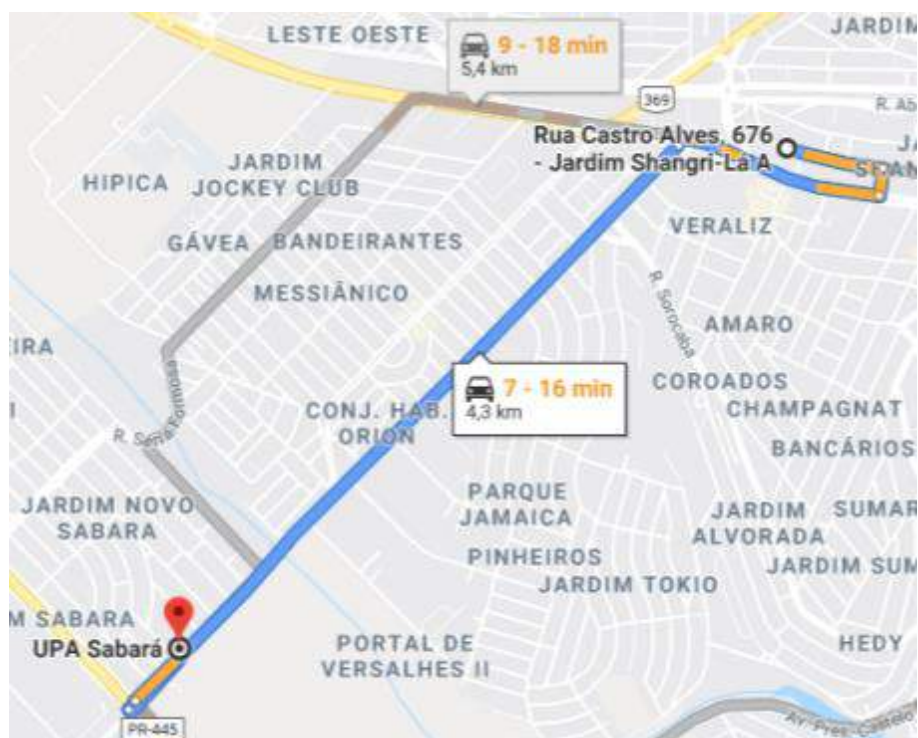 JARDIM
LESTE OESTE
9 - 18 min
5,4 km
369
Rua Castro Alves, 676
- Jardim Shangri-La A
JARDIM
JOCKEY CLUB
HIPICA
VERALIZ
GÁVEA
BANDEIRANTES
MESSIÂNICO
R. Sorocaba
AMARO
7 - 16 min
4,3 km
COROADOS
CHAMPAGNAT
CONJ. HAB.
ORION
BANCÁRIOS
PARQUE
JAMAICA
JARDIM NOVO
SABARA
JARDIM
ALVORADA
SUMAR
PINHEIROS
JARDIM TOKIO
JARDIM SUM
M SABARA
UPA Sabará
PORTAL DE
VERSALHES II
HEDY
PR-445
Av. Pres. Castelo